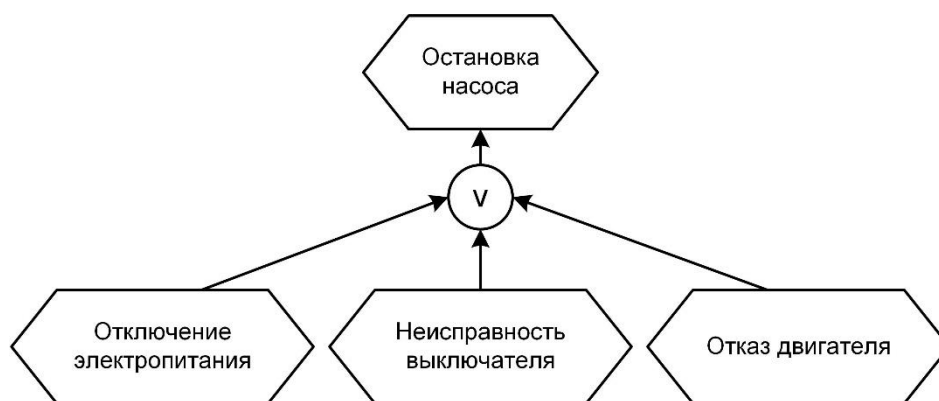 Остановка
насоса
v
Отключение
электропитания
Неисправность
выключателя
Отказ двигателя